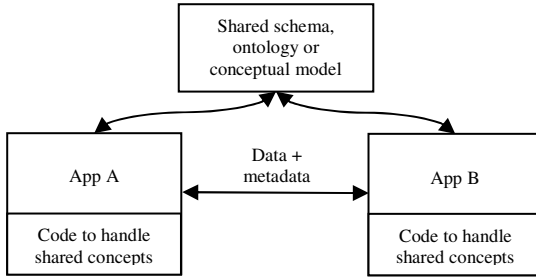 Shared schema,
ontology or
conceptual model
Data +
metadata
App A
App B
Code to handle
shared concepts
Code to handle
shared concepts